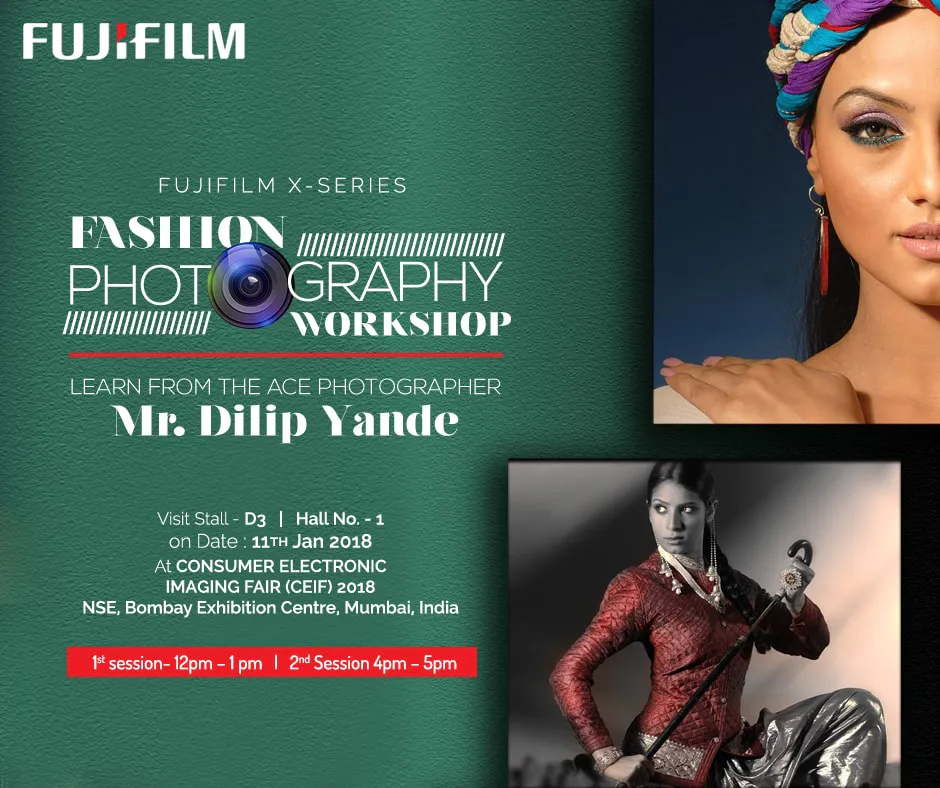 FUJIFILM
FUJIFILM X-SERIES
FASHION
PHOTOGRAPHY
WORKSHOP
LEARN FROM THE ACE PHOTOGRAPHER
Mr. Dilip Yande
Visit Stall - D3 | Hall No. - 1
on Date : 11TH Jan 2018
At CONSUMER ELECTRONIC
IMAGING FAIR (CEIF) 2018
NSE, Bombay Exhibition Centre, Mumbai, India
1st session- 12pm – 1 pm | 2nd Session 4pm – 5pm